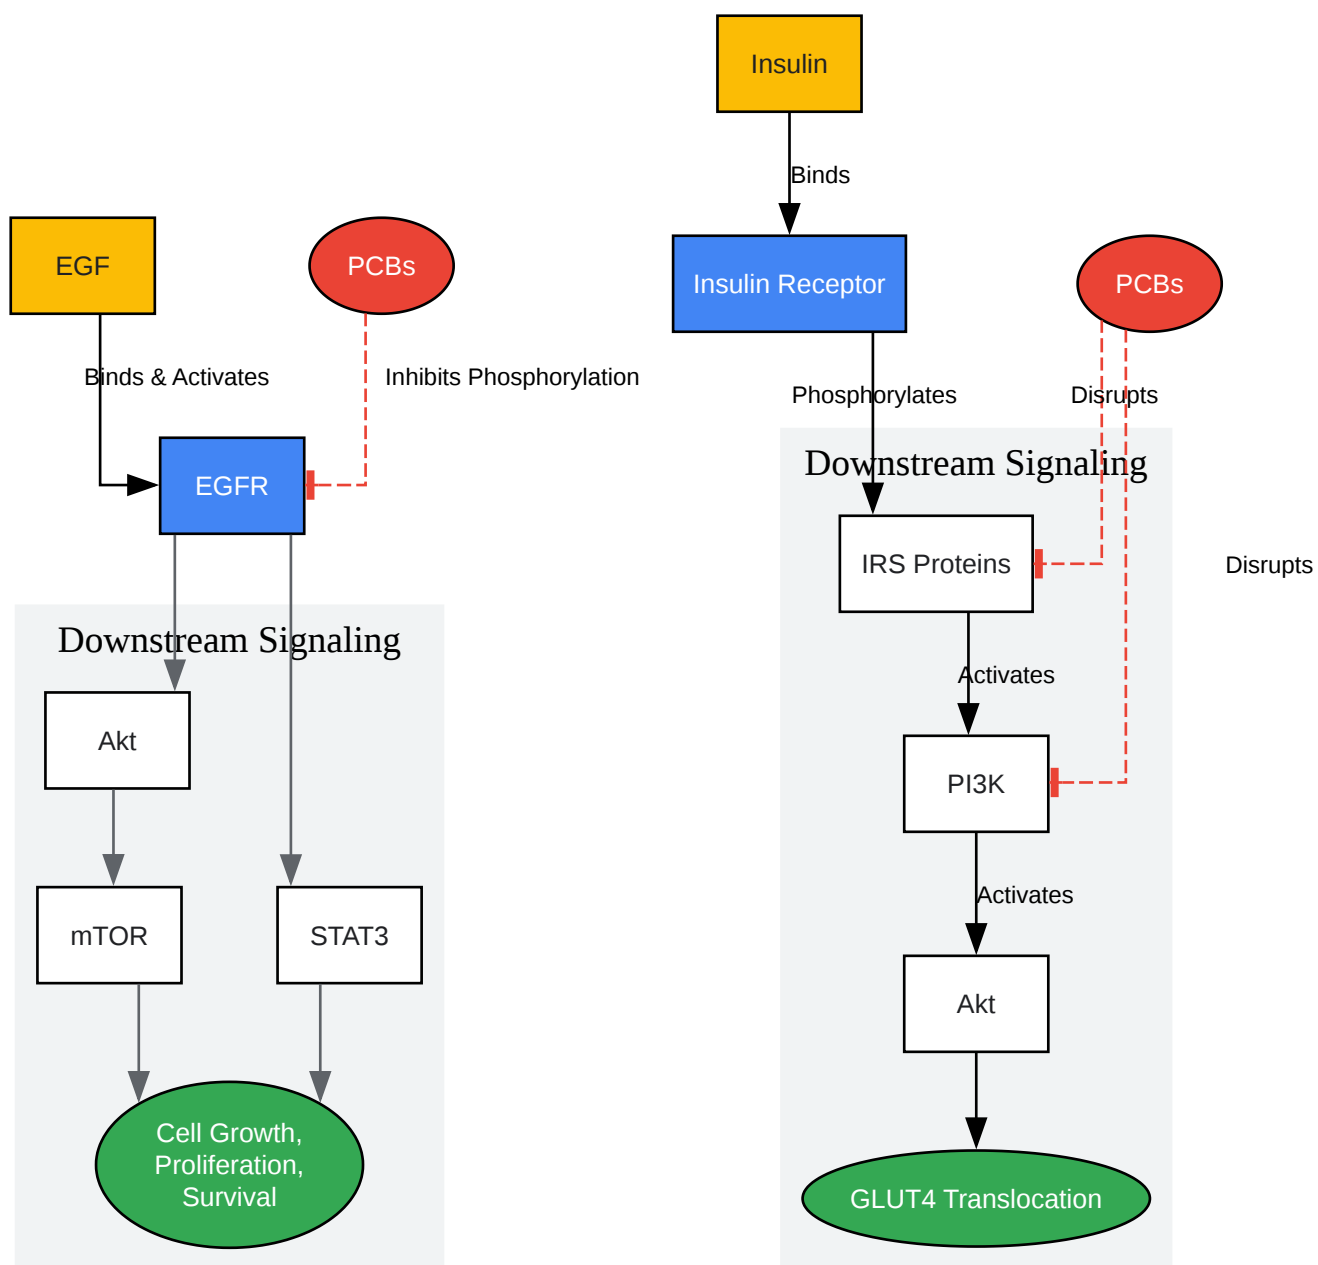 Insulin
Binds
EGF
PCBs
Insulin Receptor
PCBs
Binds & Activates
Inhibits Phosphorylation
Phosphorylates
Disrupts
Downstream Signaling
EGFR
IRS Proteins
Disrupts
Downstream Signaling
Activates
Akt
PI3K
Activates
mTOR
STAT3
Akt
Cell Growth,
Proliferation,
Survival
GLUT4 Translocation